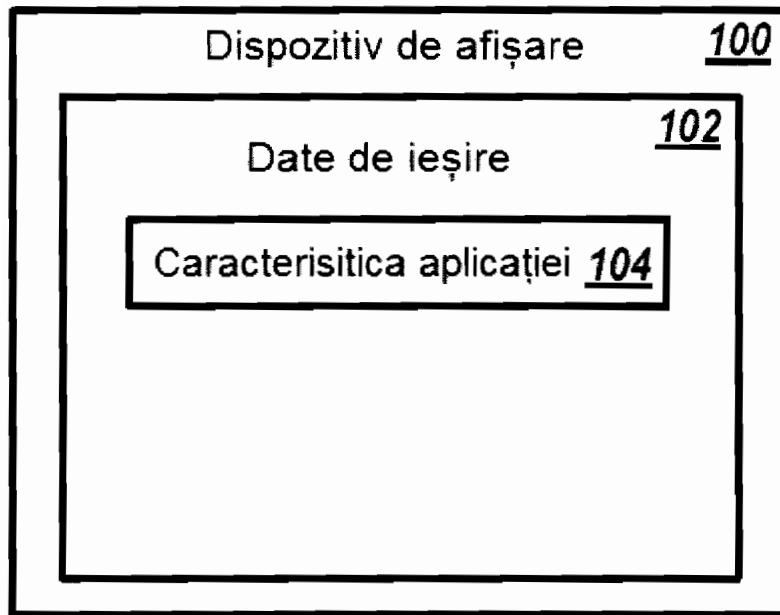 Dispozitiv de afișare 100
102
Date de ieșire
Caracterisitica aplicației 104